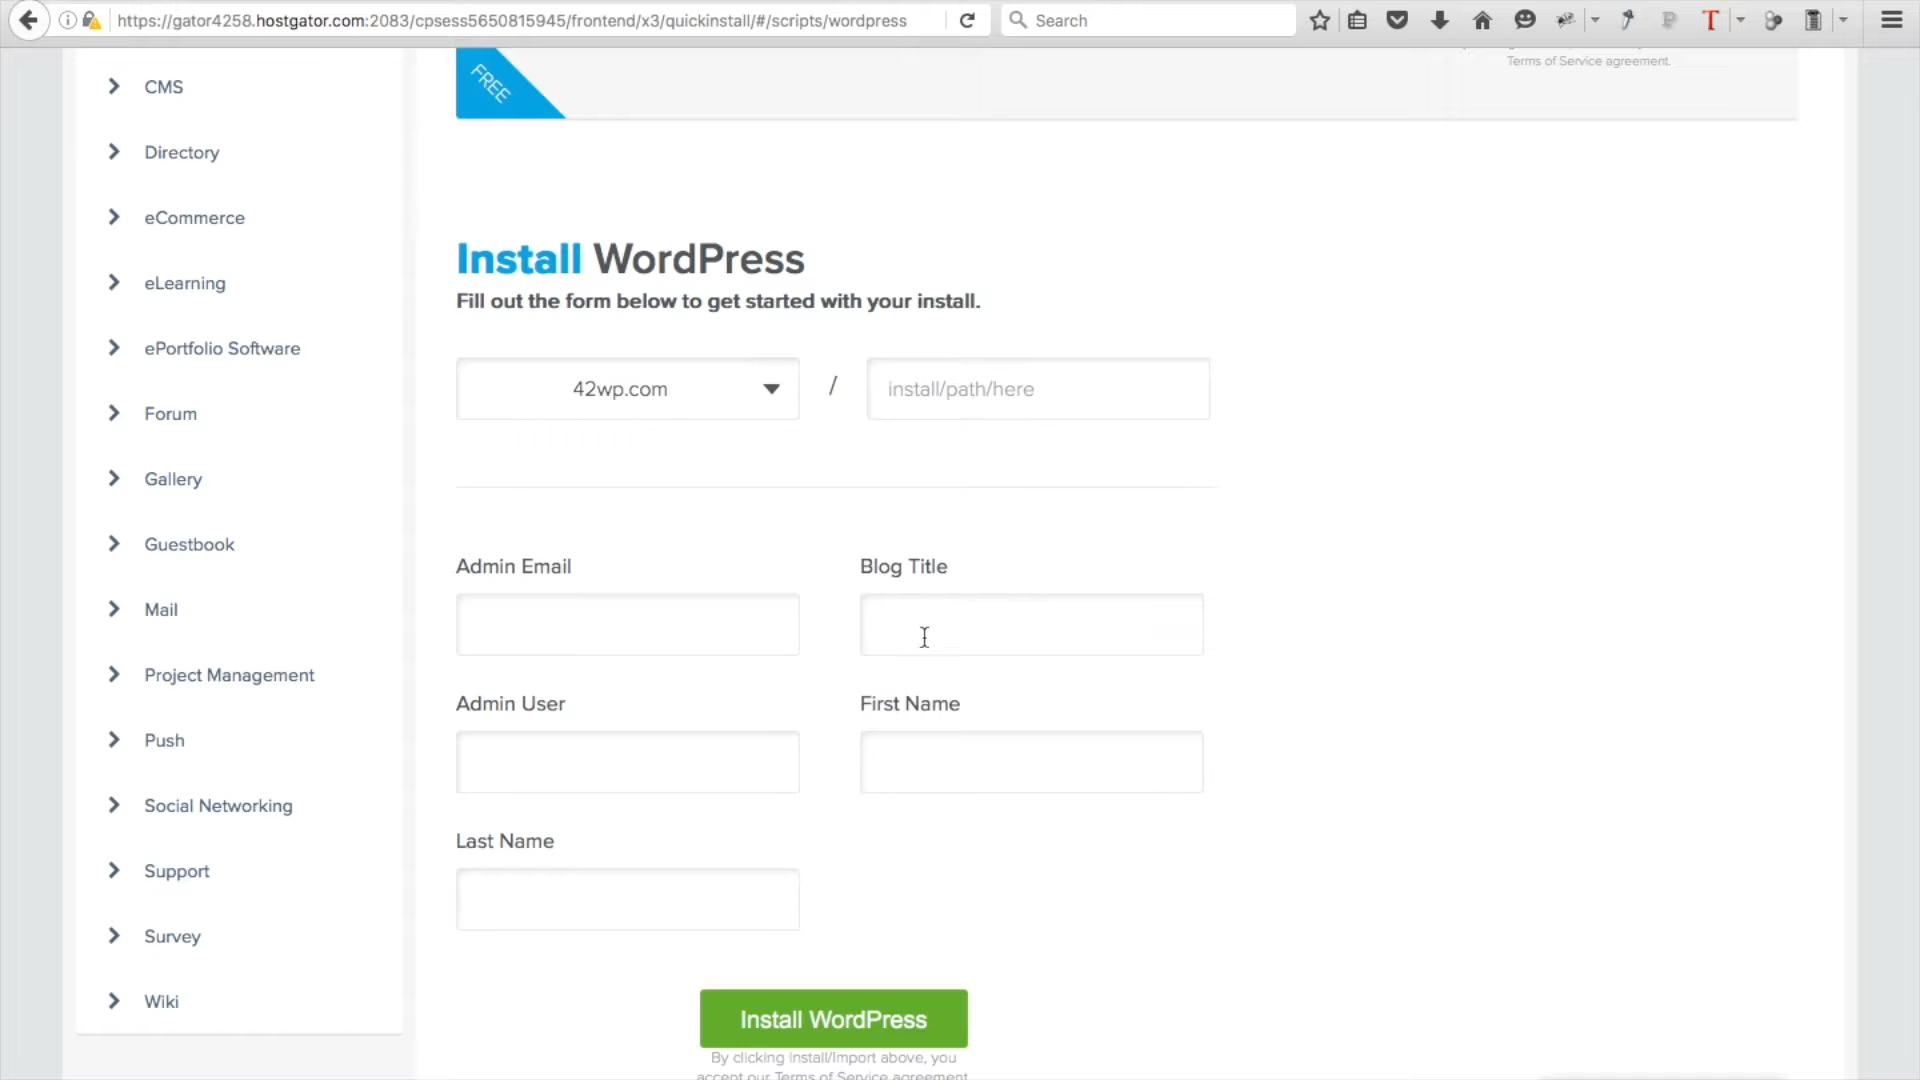 https://gator4258.hostgator.com:2083/cpsess5650815945/frontend/x3/quickinstall/#/scripts/wordpress
Search
Terms of Service agreement.
FREE
CMS
Directory
eCommerce
eLearning
ePortfolio Software
Forum
Gallery
Guestbook
Mail
Project Management
Push
Social Networking
Support
Survey
Wiki
Install WordPress
Fill out the form below to get started with your install.
42wp.com / install/path/here
Admin Email
Blog Title
Admin User
First Name
Last Name
Install WordPress
By clicking install/Import above, you
accept our Terms of Service agreement